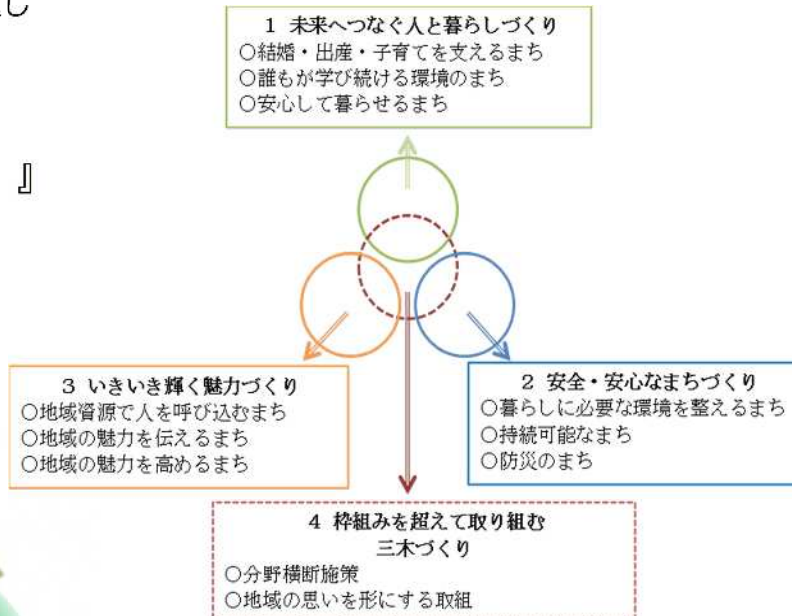 し
』
1 未来へつなぐ人と暮らしづくり
○結婚・出産・子育てを支えるまち
○誰もが学び続ける環境のまち
○安心して暮らせるまち
3 いきいき輝く魅力づくり
○地域資源で人を呼び込むまち
○地域の魅力を伝えるまち
○地域の魅力を高めるまち
2 安全・安心なまちづくり
○暮らしに必要な環境を整えるまち
○持続可能なまち
○防災のまち
4 枠組みを超えて取り組む
三木づくり
○分野横断施策
○地域の思いを形にする取組